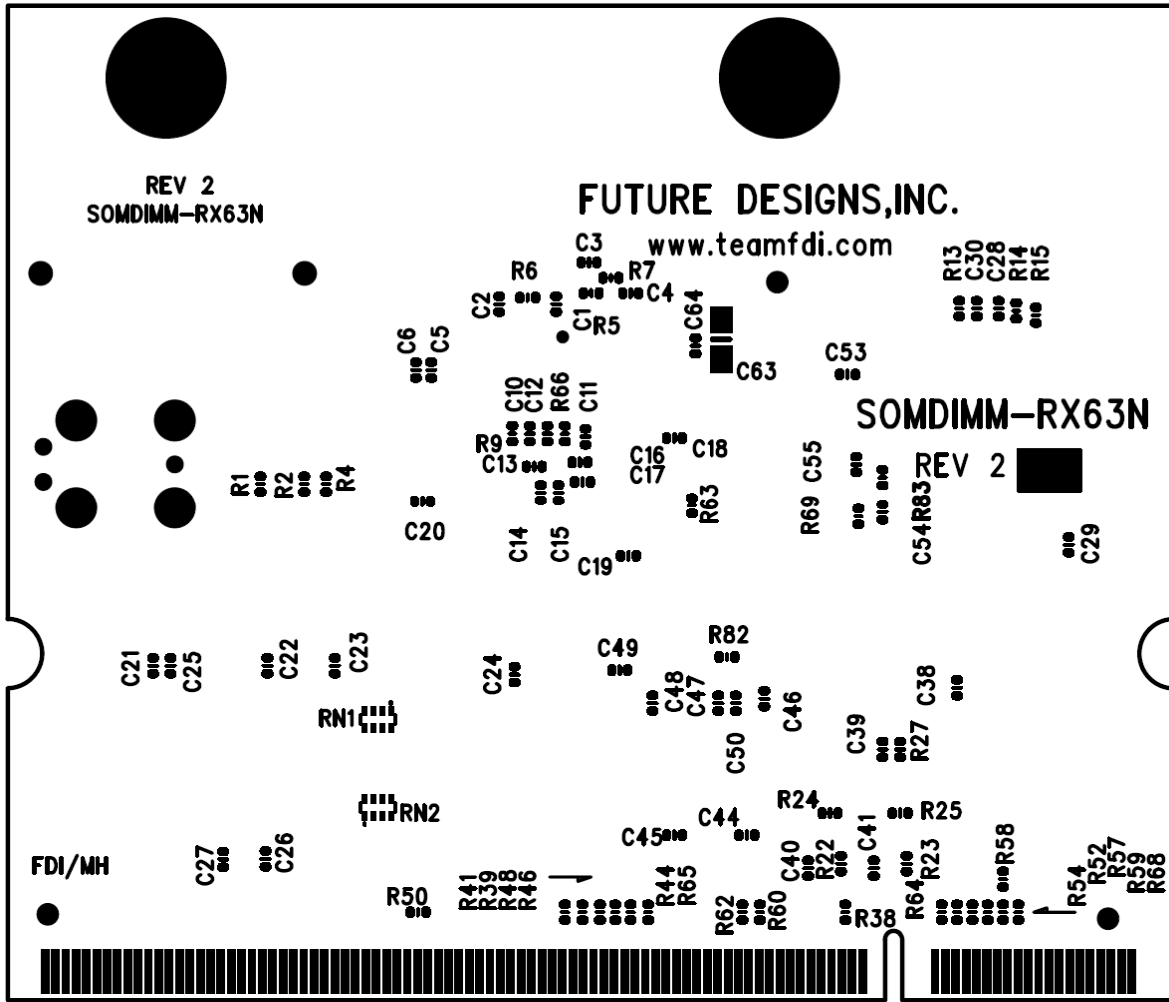 REV 2
SOMDIMM-RX63N
FUTURE DESIGNS,INC.
www.teamfdi.com
C3
R6
R7
C2
C4
C1
R5
C64
C63
R13
C30
C28
R14
R15
C6
C5
C53
C10
C12
R66
C11
R9
C13
C16
C18
C17
SOMDIMM-RX63N
REV 2
C55
R1
R2
R4
C20
C14
C15
C19
R63
R69
C54
R83
C29
C21
C25
C22
C23
C24
C49
R82
C48
C47
C46
C50
C38
C39
R27
RN1
RN2
R24
R25
C45
C44
C41
C40
R22
R23
R58
C27
C26
FDI/MH
R50
R41
R39
R48
R46
R44
R65
R62
R60
R38
R64
R54
R52
R57
R59
R68